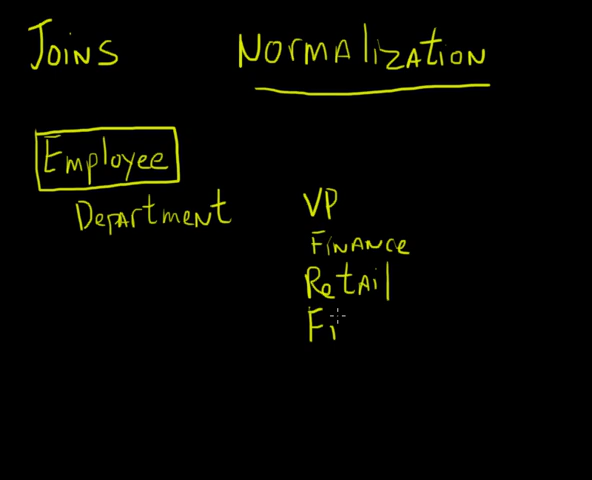 Joins Normalization
Employee
Department VP
Finance
Retail
Fi